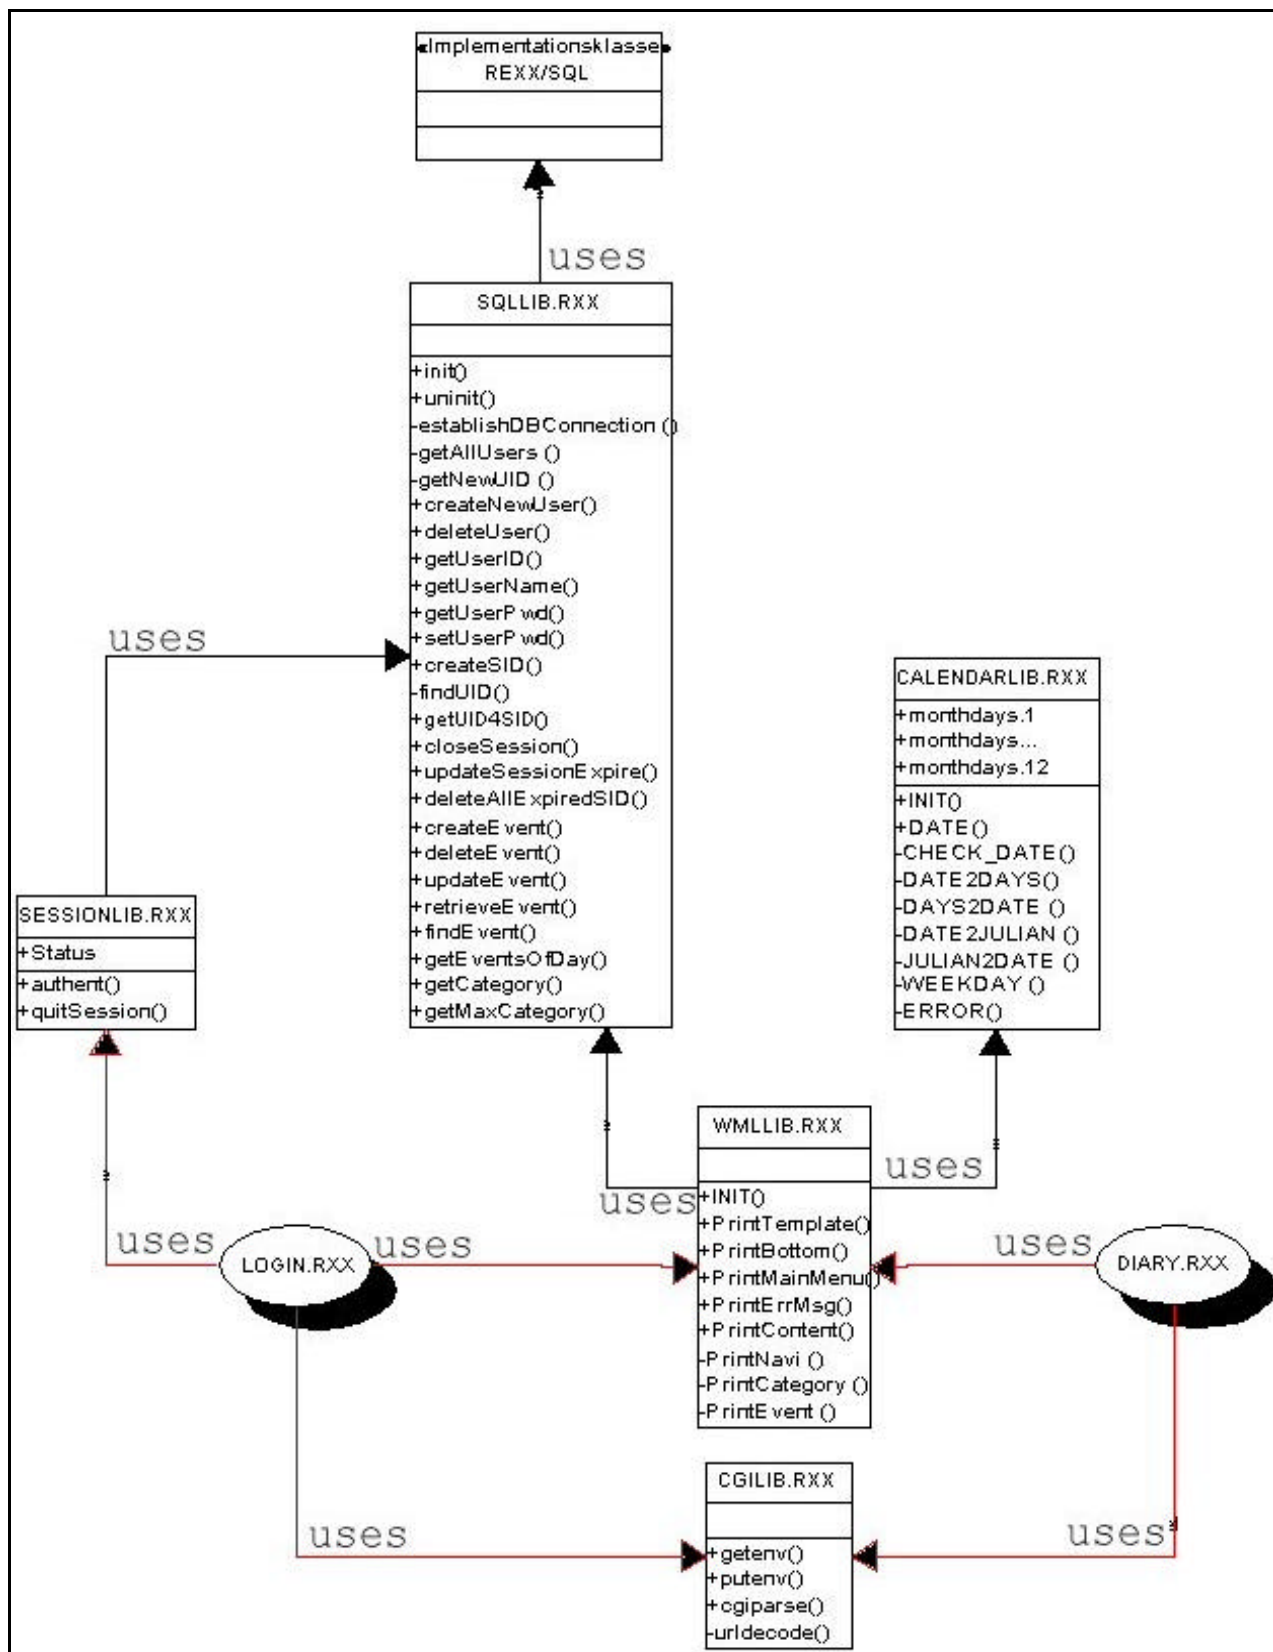 Implementationsklasse
REXX/SQL
uses
SQLLIB.RXX
+init()
+uninit()
-establishDBConnection ()
-getAllUsers ()
-getNewUID ()
+createNewUser()
+deleteUser()
+getUserID()
+getUserName()
+getUserPwd()
+setUserPwd()
+createSID()
-findUID()
+getUID4SID()
+closeSession()
+updateSessionExpire()
+deleteAllExpiredSID()
+createEvent()
+deleteEvent()
+updateEvent()
+retrieveEvent()
+findEvent()
+getEventsOfDay()
+getCategory()
+getMaxCategory()
uses
CALENDARLIB.RXX
+monthdays.1
+monthdays...
+monthdays.12
+INIT()
+DATE()
-CHECK_DATE()
-DATE2DAYS()
-DAYS2DATE ()
-DATE2JULIAN ()
-JULIAN2DATE ()
-WEEKDAY ()
-ERROR()
SESSIONLIB.RXX
+Status
+authent()
+quitSession()
WMLLIB.RXX
+INIT()
+PrintTemplate()
+PrintBottom()
+PrintMainMenu()
+PrintErrMsg()
+PrintContent()
-PrintNavi ()
-PrintCategory ()
-PrintEvent ()
uses
uses
uses
LOGIN.RXX
uses
uses
DIARY.RXX
CGILIB.RXX
+getenv()
+putenv()
+cgiparse()
-urldecode()
uses
uses